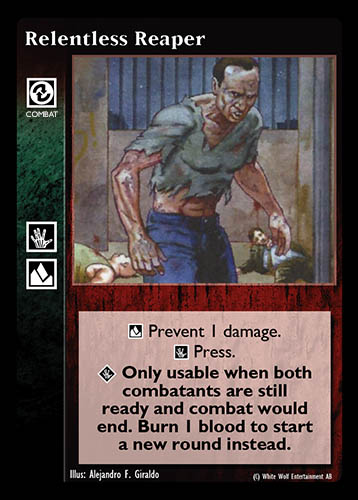 Relentless Reaper
COMBAT
Prevent 1 damage.
Press.
Only usable when both
combatants are still
ready and combat would
end. Burn 1 blood to start
a new round instead.
Illus: Alejandro F. Giraldo
(C) White Wolf Entertainment AB